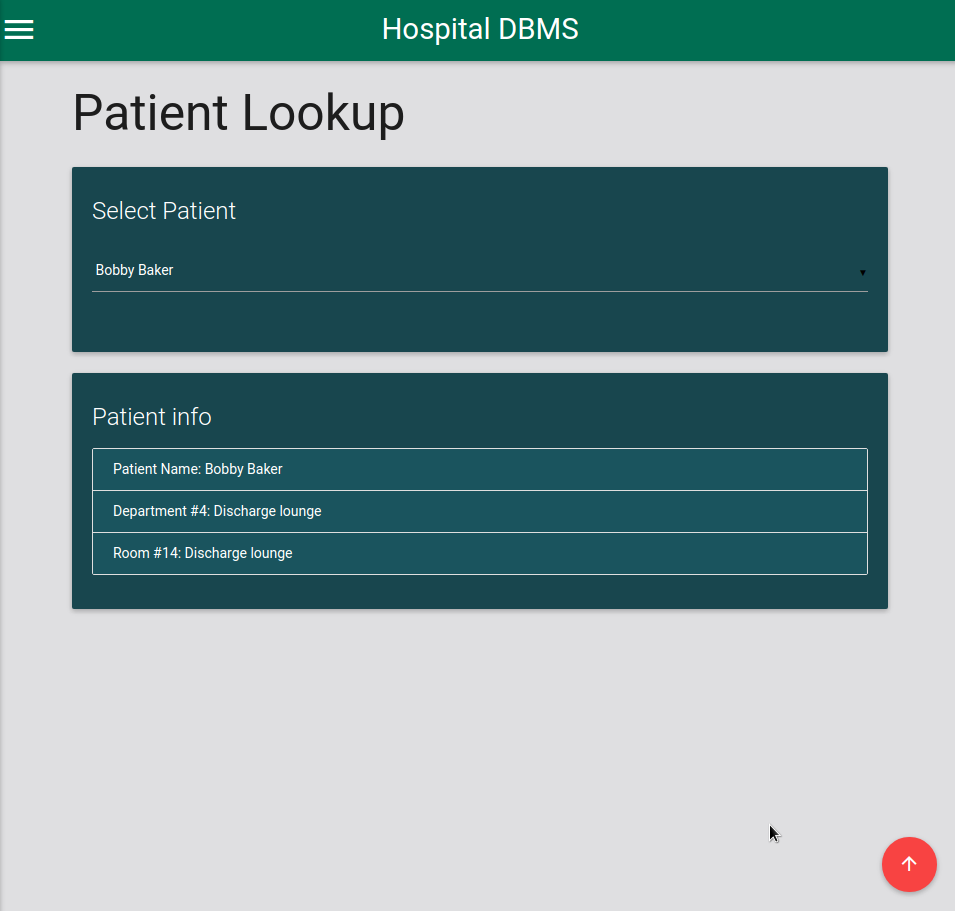 Hospital DBMS
Patient Lookup
Select Patient
Bobby Baker
Patient info
Patient Name: Bobby Baker
Department #4: Discharge lounge
Room #14: Discharge lounge